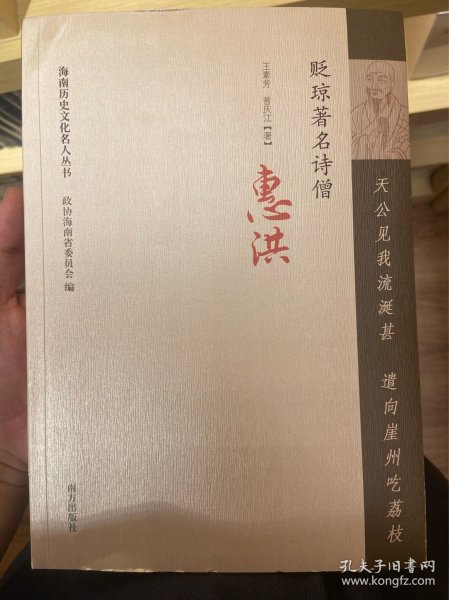 天公见我流涎甚 遣向崖州吃荔枝
贬琼著名诗僧
惠洪
王素芳 曾庆江【著】
海南历史文化名人丛书
政协海南省委员会 编
南方出版社
孔夫子旧书网
www.kongfz.com